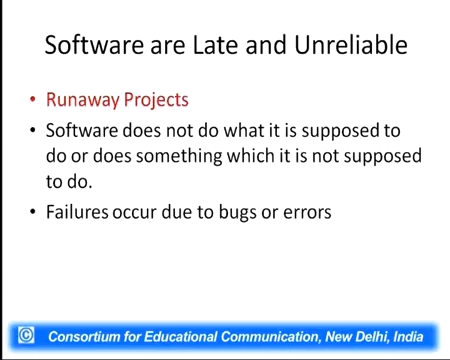 Software are Late and Unreliable
• Runaway Projects
• Software does not do what it is supposed to
do or does something which it is not supposed
to do.
• Failures occur due to bugs or errors
© Consortium for Educational Communication, New Delhi, India